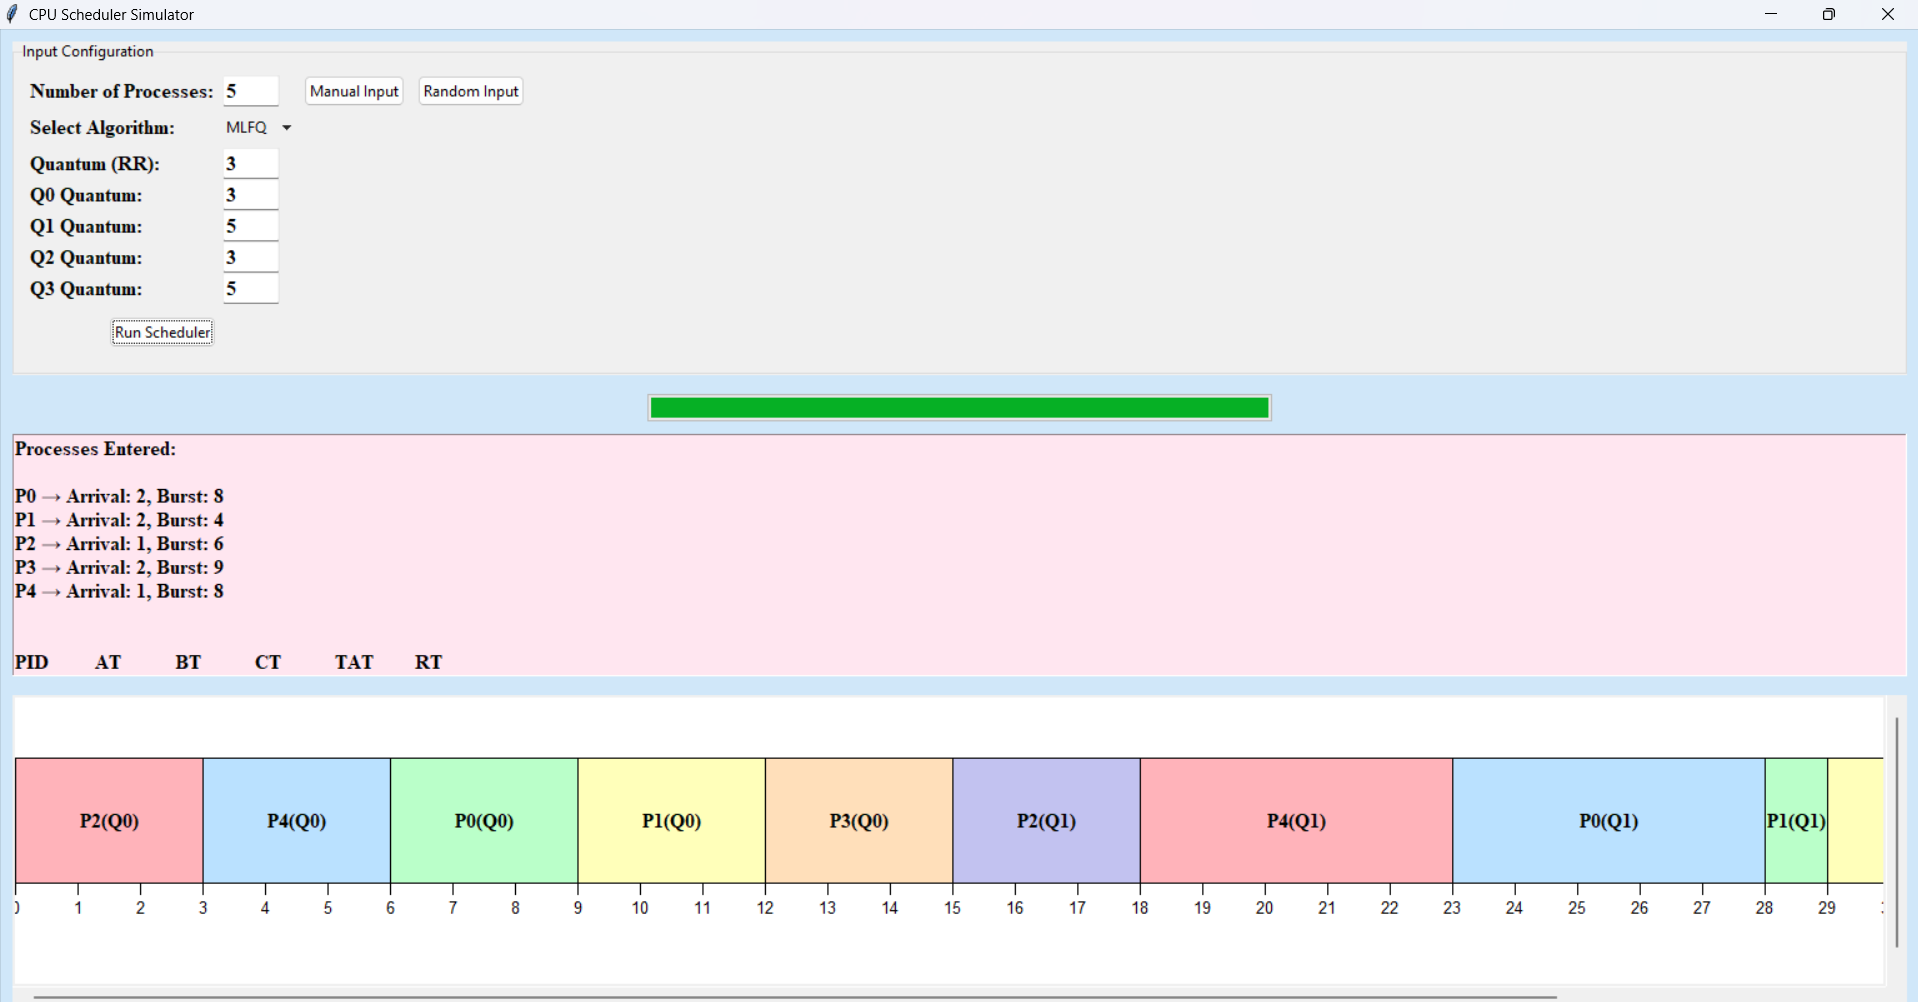 CPU Scheduler Simulator
Input Configuration
Number of Processes: 5 Manual Input Random Input
Select Algorithm: MLFQ
Quantum (RR): 3
Q0 Quantum: 3
Q1 Quantum: 5
Q2 Quantum: 3
Q3 Quantum: 5
Run Scheduler
Processes Entered:
P0 → Arrival: 2, Burst: 8
P1 → Arrival: 2, Burst: 4
P2 → Arrival: 1, Burst: 6
P3 → Arrival: 2, Burst: 9
P4 → Arrival: 1, Burst: 8
PID AT BT CT TAT RT
P2(Q0) P4(Q0) P0(Q0) P1(Q0) P3(Q0) P2(Q1) P4(Q1) P0(Q1) P1(Q1)
0 1 2 3 4 5 6 7 8 9 10 11 12 13 14 15 16 17 18 19 20 21 22 23 24 25 26 27 28 29